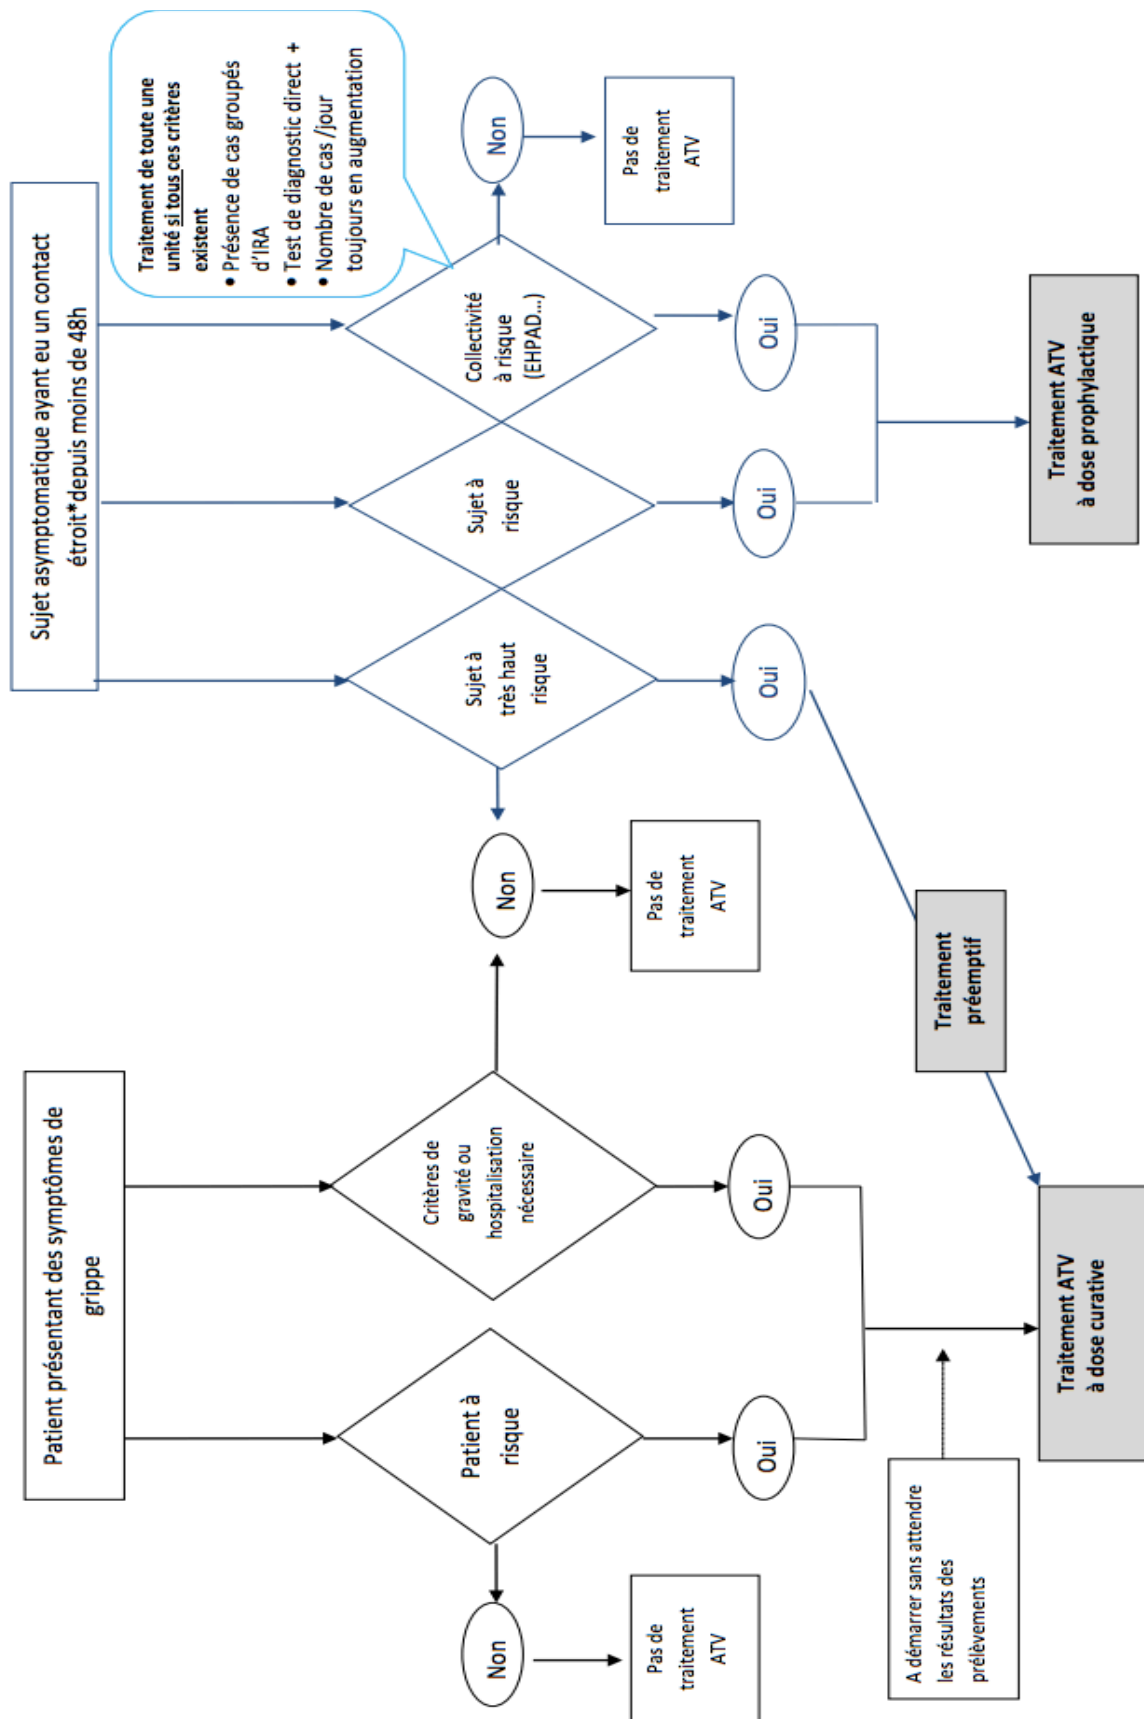 Patient présentant des symptômes de
grippe
Patient à
risque
Critères de
gravité ou
hospitalisation
nécessaire
Non
Oui
Oui
Non
Pas de
traitement
ATV
Pas de
traitement
ATV
A démarrer sans attendre
les résultats des
prélèvements
Traitement ATV
à dose curative
Traitement
préemptif
Sujet asymptomatique ayant eu un contact
étroit*depuis moins de 48h
Traitement de toute une
unité si tous ces critères
existent
• Présence de cas groupés
d'IRA
• Test de diagnostic direct +
• Nombre de cas /jour
toujours en augmentation
Sujet à
très haut
risque
Sujet à
risque
Collectivité
à risque
(EHPAD...)
Non
Oui
Oui
Oui
Pas de
traitement
ATV
Traitement ATV
à dose prophylactique